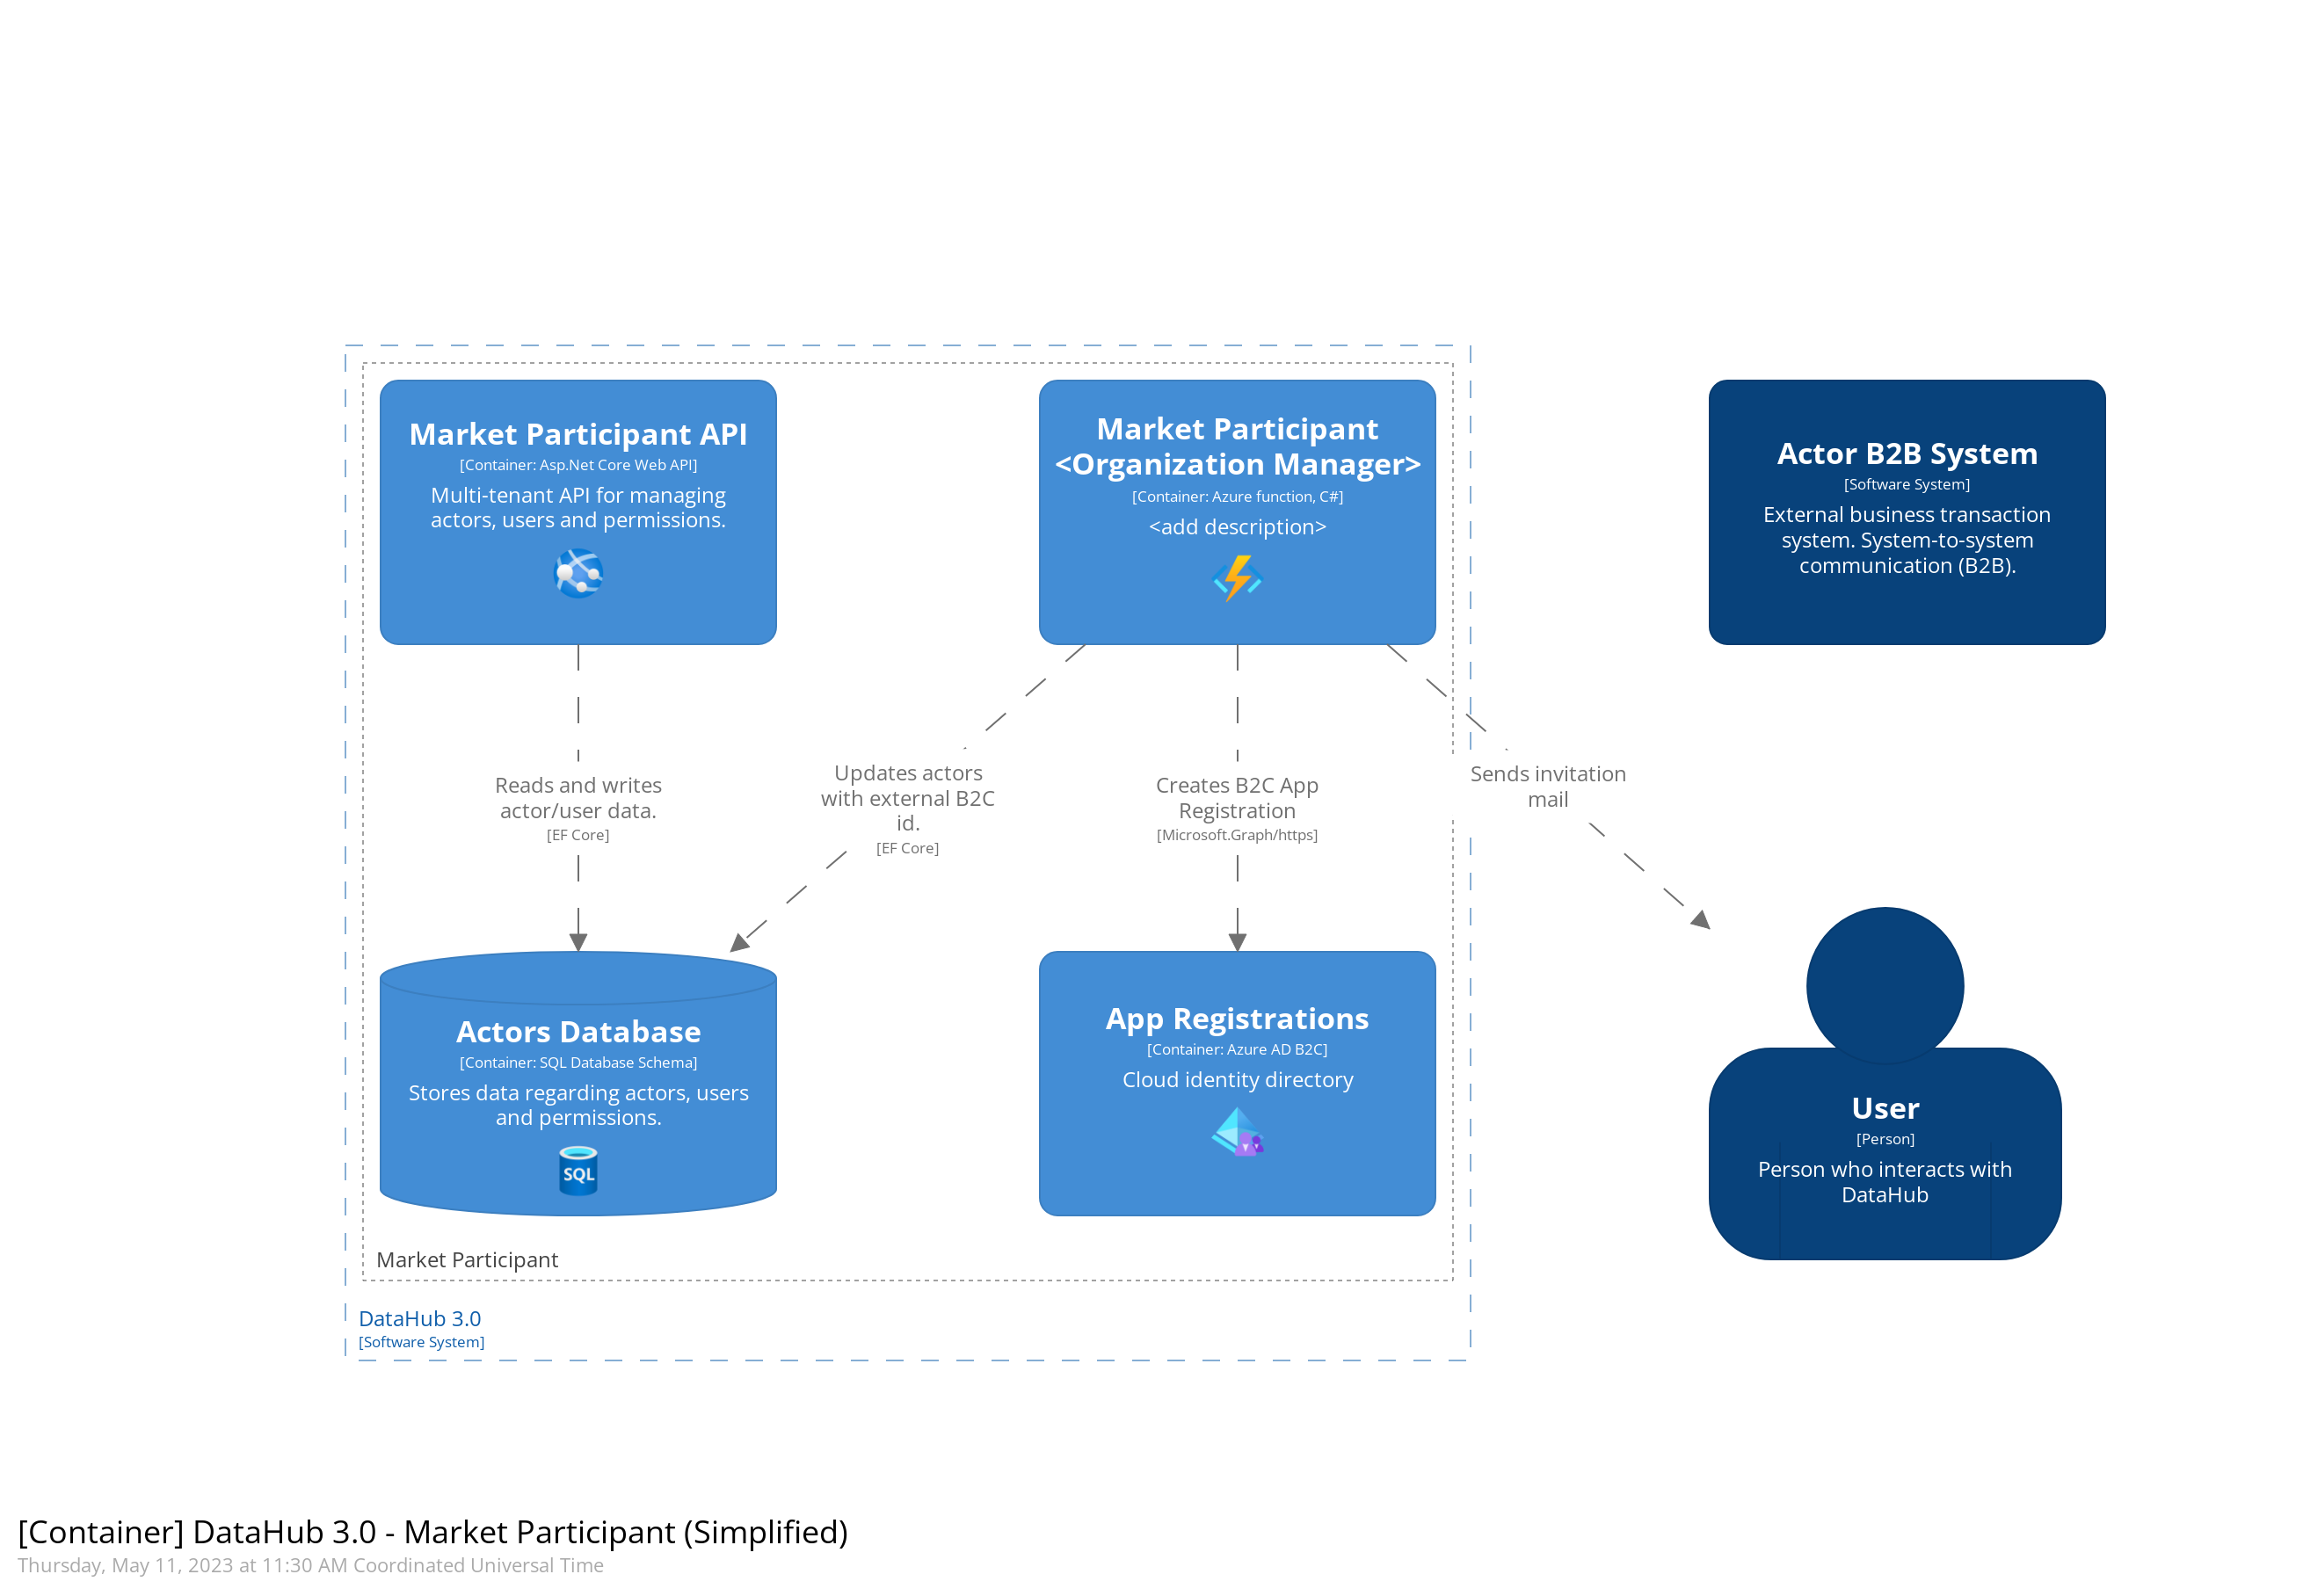 Market Participant API
[Container: Asp.Net Core Web API]
Multi-tenant API for managing
actors, users and permissions.
Market Participant
<Organization Manager>
[Container: Azure function, C#]
<add description>
Actor B2B System
[Software System]
External business transaction
system. System-to-system
communication (B2B).
Reads and writes
actor/user data.
[EF Core]
Updates actors
with external B2C
id.
[EF Core]
Creates B2C App
Registration
[Microsoft.Graph/https]
Sends invitation
mail
Actors Database
[Container: SQL Database Schema]
Stores data regarding actors, users
and permissions.
SQL
App Registrations
[Container: Azure AD B2C]
Cloud identity directory
User
[Person]
Person who interacts with
DataHub
Market Participant
DataHub 3.0
[Software System]
[Container] DataHub 3.0 - Market Participant (Simplified)
Thursday, May 11, 2023 at 11:30 AM Coordinated Universal Time